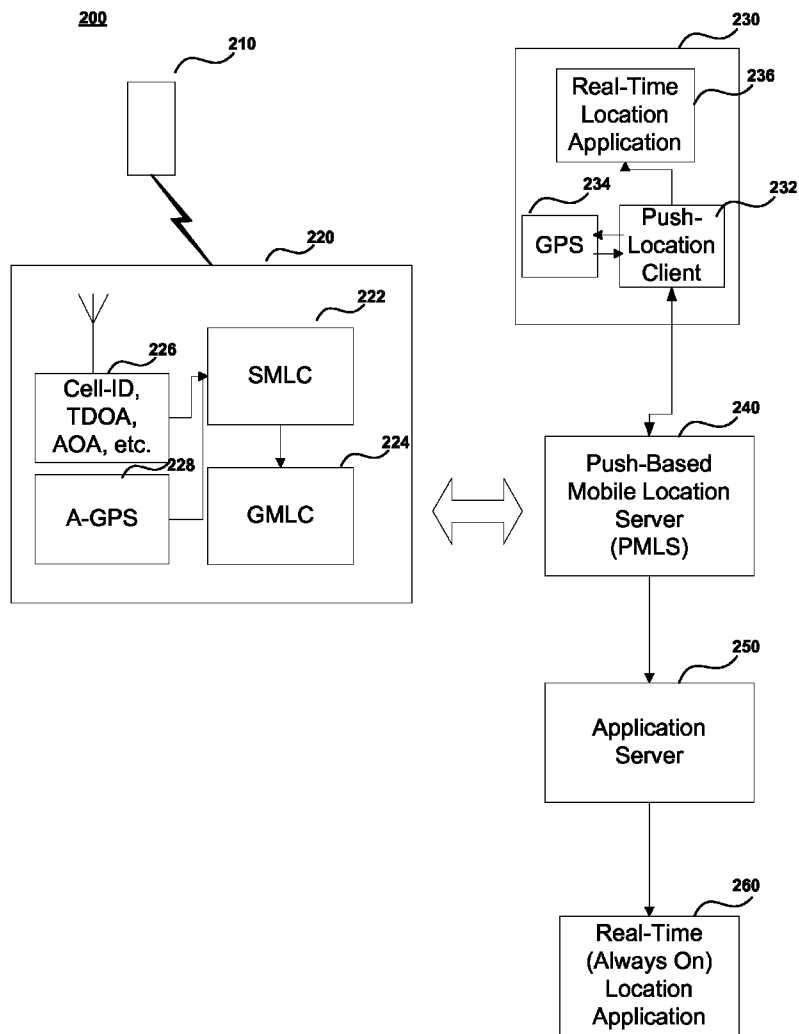 200
210
230
Real-Time
Location
Application
236
234
232
GPS
Push-
Location
Client
220
222
226
Cell-ID,
TDOA,
AOA, etc.
SMLC
228
A-GPS
224
GMLC
240
Push-Based
Mobile Location
Server
(PMLS)
250
Application
Server
260
Real-Time
(Always On)
Location
Application